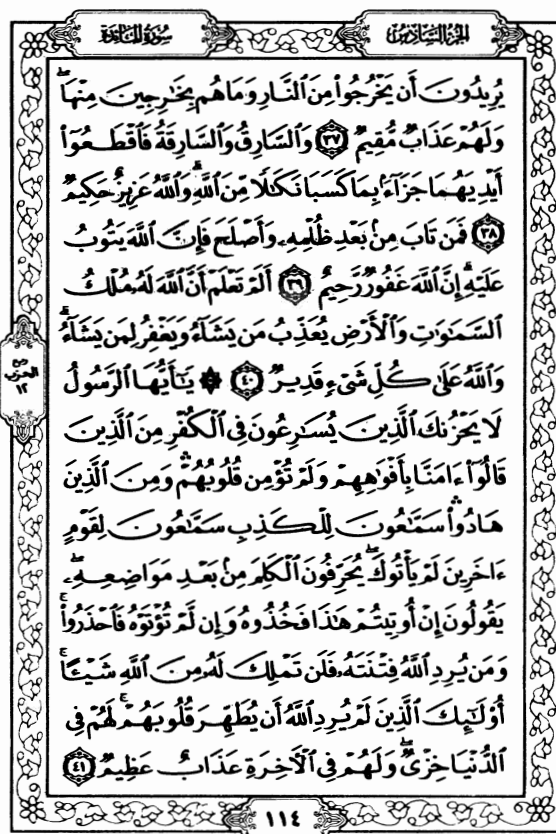 الجزء السادس
سورة المائدة
يُرِيدُونَ أَن يَخْرُجُوا۟ مِنَ ٱلنَّارِ وَمَا هُم بِخَـٰرِجِينَ مِنْهَا ۖ
وَلَهُمْ عَذَابٌ مُّقِيمٌ ﴿٣٧﴾ وَٱلسَّارِقُ وَٱلسَّارِقَةُ فَٱقْطَعُوٓا۟
أَيْدِيَهُمَا جَزَآءًۢ بِمَا كَسَبَا نَكَـٰلًا مِّنَ ٱللَّهِ ۗ وَٱللَّهُ عَزِيزٌ حَكِيمٌ
﴿٣٨﴾ فَمَن تَابَ مِنۢ بَعْدِ ظُلْمِهِۦ وَأَصْلَحَ فَإِنَّ ٱللَّهَ يَتُوبُ
عَلَيْهِ ۗ إِنَّ ٱللَّهَ غَفُورٌ رَّحِيمٌ ﴿٣٩﴾ أَلَمْ تَعْلَمْ أَنَّ ٱللَّهَ لَهُۥ مُلْكُ
ٱلسَّمَـٰوَٰتِ وَٱلْأَرْضِ يُعَذِّبُ مَن يَشَآءُ وَيَغْفِرُ لِمَن يَشَآءُ ۗ
وَٱللَّهُ عَلَىٰ كُلِّ شَىْءٍ قَدِيرٌ ﴿٤٠﴾ ۞ يَـٰٓأَيُّهَا ٱلرَّسُولُ
لَا يَحْزُنكَ ٱلَّذِينَ يُسَـٰرِعُونَ فِى ٱلْكُفْرِ مِنَ ٱلَّذِينَ
قَالُوٓا۟ ءَامَنَّا بِأَفْوَٰهِهِمْ وَلَمْ تُؤْمِن قُلُوبُهُمْ ۛ وَمِنَ ٱلَّذِينَ
هَادُوا۟ ۛ سَمَّـٰعُونَ لِلْكَذِبِ سَمَّـٰعُونَ لِقَوْمٍ
ءَاخَرِينَ لَمْ يَأْتُوكَ ۖ يُحَرِّفُونَ ٱلْكَلِمَ مِنۢ بَعْدِ مَوَاضِعِهِۦ ۖ
يَقُولُونَ إِنْ أُوتِيتُمْ هَـٰذَا فَخُذُوهُ وَإِن لَّمْ تُؤْتَوْهُ فَٱحْذَرُوا۟ ۚ
وَمَن يُرِدِ ٱللَّهُ فِتْنَتَهُۥ فَلَن تَمْلِكَ لَهُۥ مِنَ ٱللَّهِ شَيْـًٔا ۚ
أُو۟لَـٰٓئِكَ ٱلَّذِينَ لَمْ يُرِدِ ٱللَّهُ أَن يُطَهِّرَ قُلُوبَهُمْ ۚ لَهُمْ فِى
ٱلدُّنْيَا خِزْىٌ ۖ وَلَهُمْ فِى ٱلْـَٔاخِرَةِ عَذَابٌ عَظِيمٌ ﴿٤١﴾
ربع
الحزب
١٢
١١٤